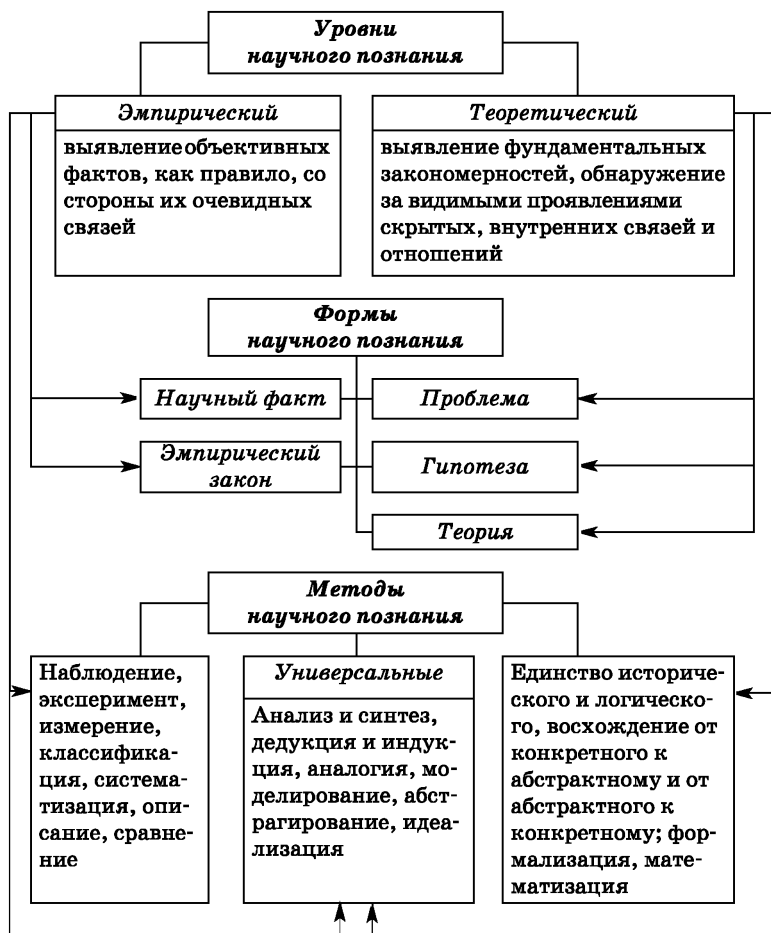 Уровни
научного познания
Эмпирический
выявление объективных
фактов, как правило, со
стороны их очевидных
связей
Теоретический
выявление фундаментальных
закономерностей, обнаружение
за видимыми проявлениями
скрытых, внутренних связей и
отношений
Формы
научного познания
Научный факт
Проблема
Эмпирический
закон
Гипотеза
Теория
Методы
научного познания
Наблюдение,
эксперимент,
измерение,
классифика-
ция, система-
тизация, опи-
сание, сравне-
ние
Универсальные
Анализ и синтез,
дедукция и индук-
ция, аналогия, мо-
делирование, абст-
рагирование, идеа-
лизация
Единство историче-
ского и логическо-
го, восхождение от
конкретного к
абстрактному и от
абстрактного к
конкретному; фор-
мализация, мате-
матизация